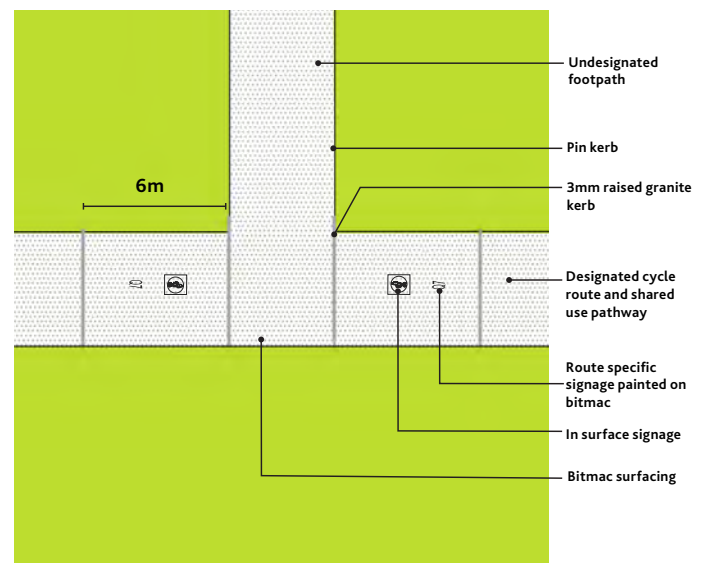 Undesignated
footpath
Pin kerb
6m
3mm raised granite
kerb
Designated cycle
route and shared
use pathway
Route specific
signage painted on
bitmac
In surface signage
Bitmac surfacing